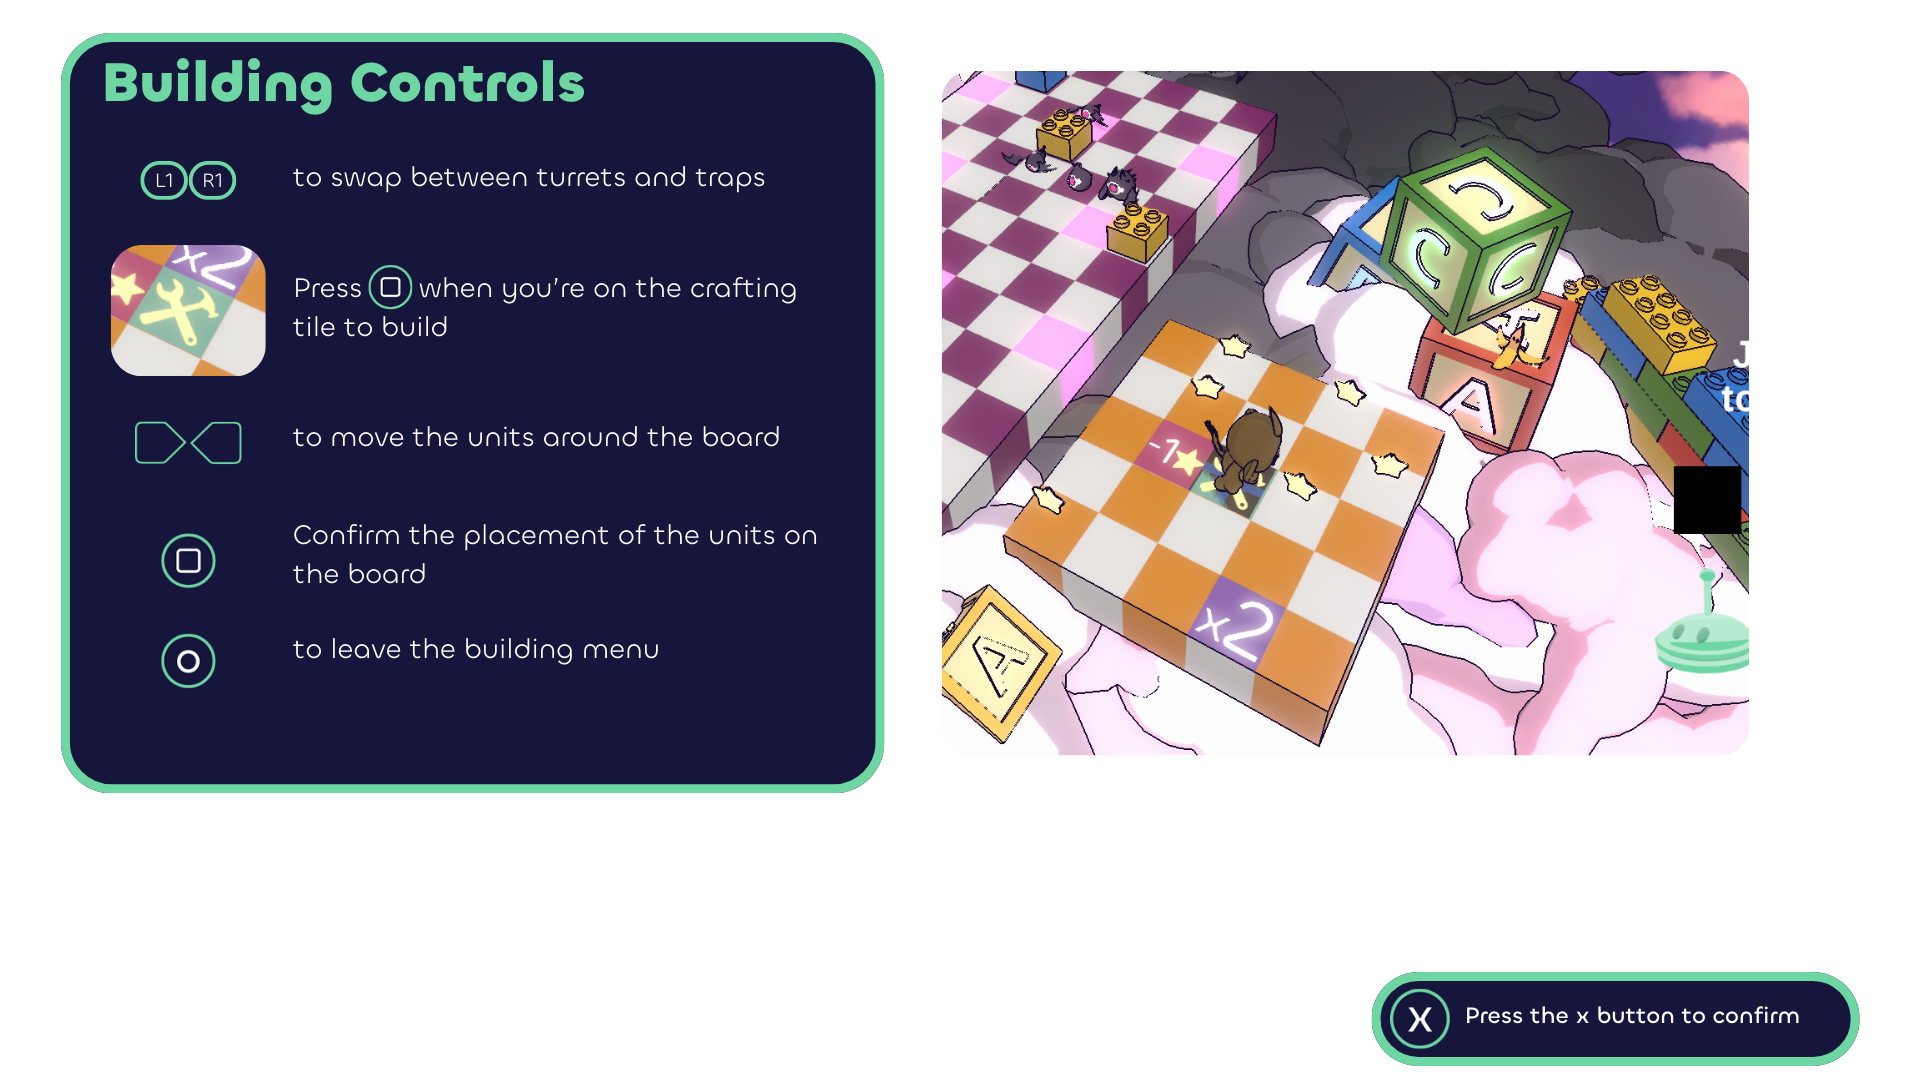 Building Controls
L1 R1 to swap between turrets and traps
x2
Press when you're on the crafting
tile to build
to move the units around the board
Confirm the placement of the units on
the board
to leave the building menu
C C C
A
A
-1
x2
J
to
X Press the x button to confirm